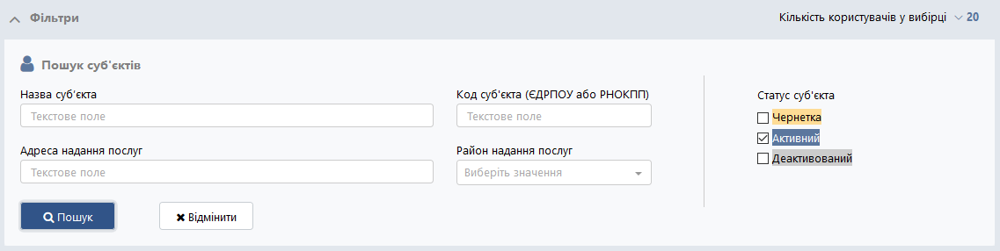 Фільтри
Кількість користувачів у вибірці 20
Пошук суб'єктів
Назва суб'єкта
Текстове поле
Код суб'єкта (ЄДРПОУ або РНОКПП)
Текстове поле
Адреса надання послуг
Текстове поле
Район надання послуг
Виберіть значення
Пошук
Відмінити
Статус суб'єкта
Чернетка
Активний
Деактивований